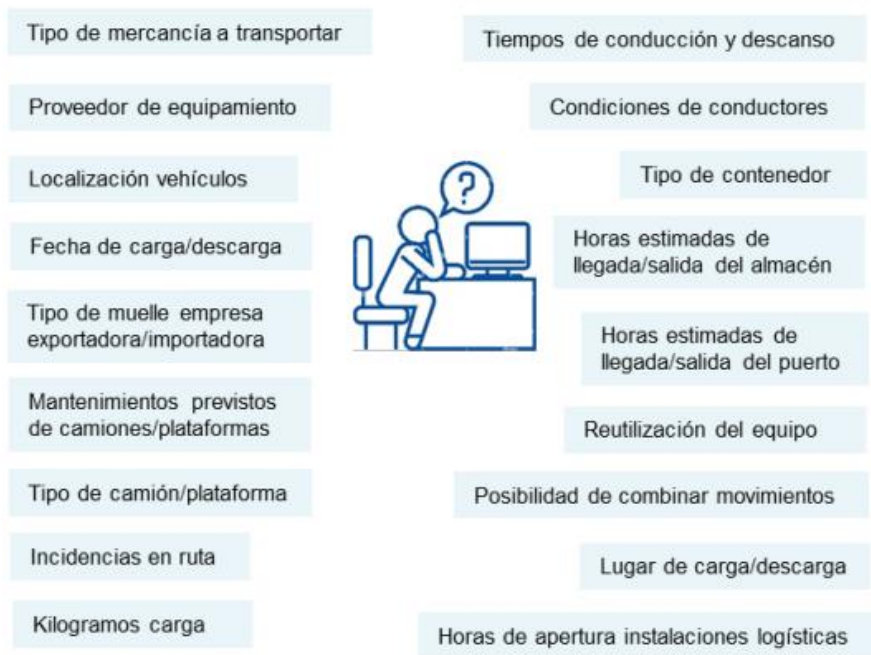 Tipo de mercancía a transportar
Proveedor de equipamiento
Localización vehículos
Fecha de carga/descarga
Tipo de muelle empresa
exportadora/importadora
Mantenimientos previstos
de camiones/plataformas
Tipo de camión/plataforma
Incidencias en ruta
Kilogramos carga
?
Tiempos de conducción y descanso
Condiciones de conductores
Tipo de contenedor
Horas estimadas de
llegada/salida del almacén
Horas estimadas de
llegada/salida del puerto
Reutilización del equipo
Posibilidad de combinar movimientos
Lugar de carga/descarga
Horas de apertura instalaciones logísticas